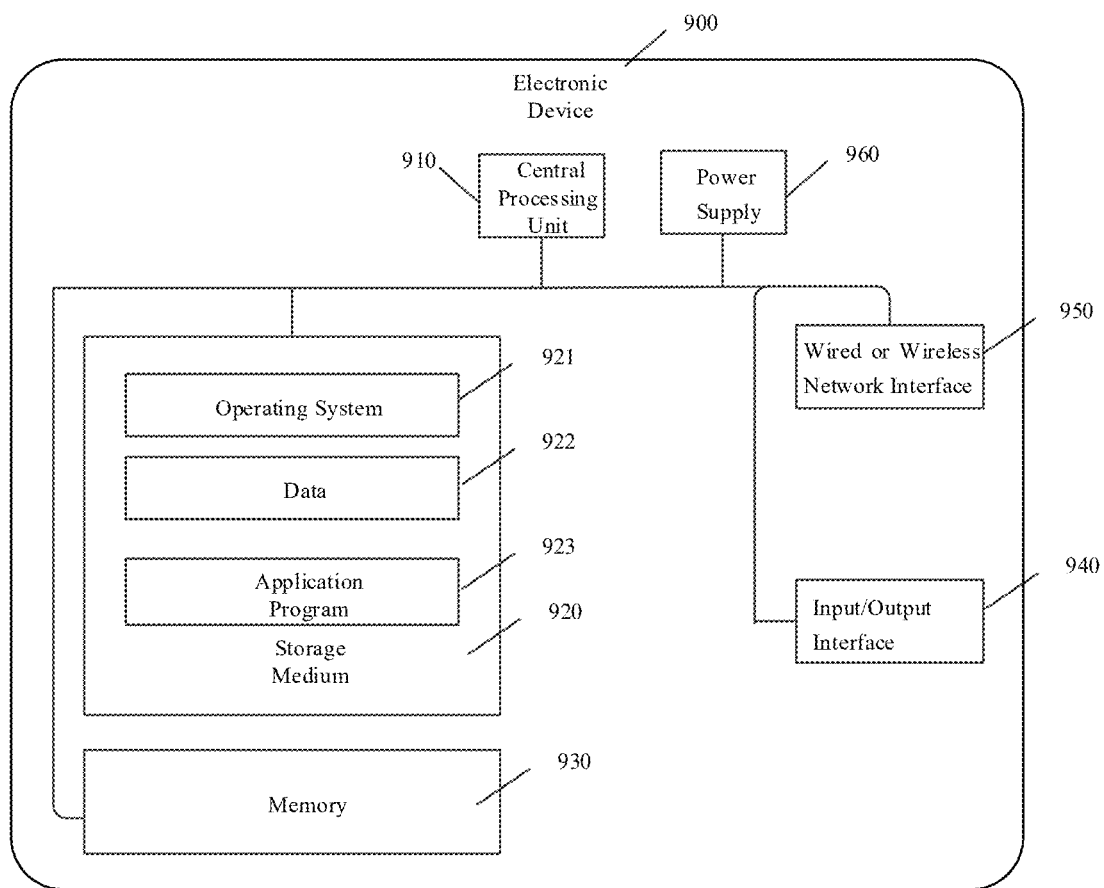 900
Electronic
Device
910
Central
Processing
Unit
Power
Supply
960
950
Wired or Wireless
Network Interface
921
Operating System
922
Data
923
Application
Program
920
Storage
Medium
940
Input/Output
Interface
930
Memory